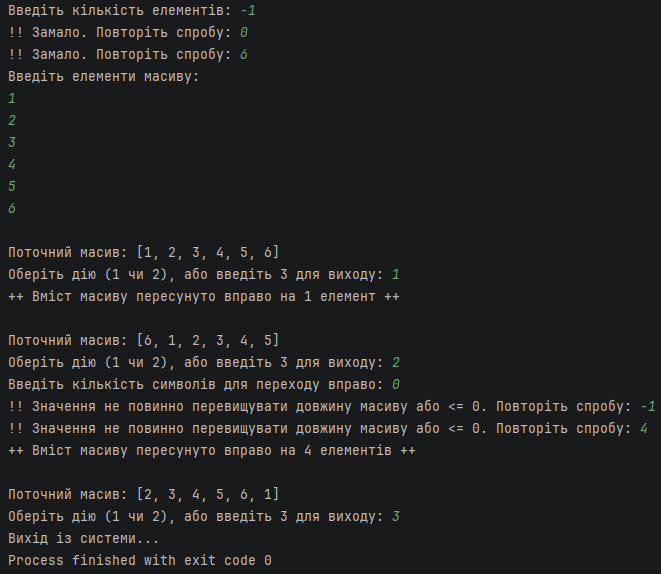 Введіть кількість елементів: -1
!! Замало. Повторіть спробу: 0
!! Замало. Повторіть спробу: 6
Введіть елементи масиву:
1
2
3
4
5
6
Поточний масив: [1, 2, 3, 4, 5, 6]
Оберіть дію (1 чи 2), або введіть 3 для виходу: 1
++ Вміст масиву пересунуто вправо на 1 елемент ++
Поточний масив: [6, 1, 2, 3, 4, 5]
Оберіть дію (1 чи 2), або введіть 3 для виходу: 2
Введіть кількість символів для переходу вправо: 0
!! Значення не повинно перевищувати довжину масиву або <= 0. Повторіть спробу: -1
!! Значення не повинно перевищувати довжину масиву або <= 0. Повторіть спробу: 4
++ Вміст масиву пересунуто вправо на 4 елементів ++
Поточний масив: [2, 3, 4, 5, 6, 1]
Оберіть дію (1 чи 2), або введіть 3 для виходу: 3
Вихід із системи...
Process finished with exit code 0